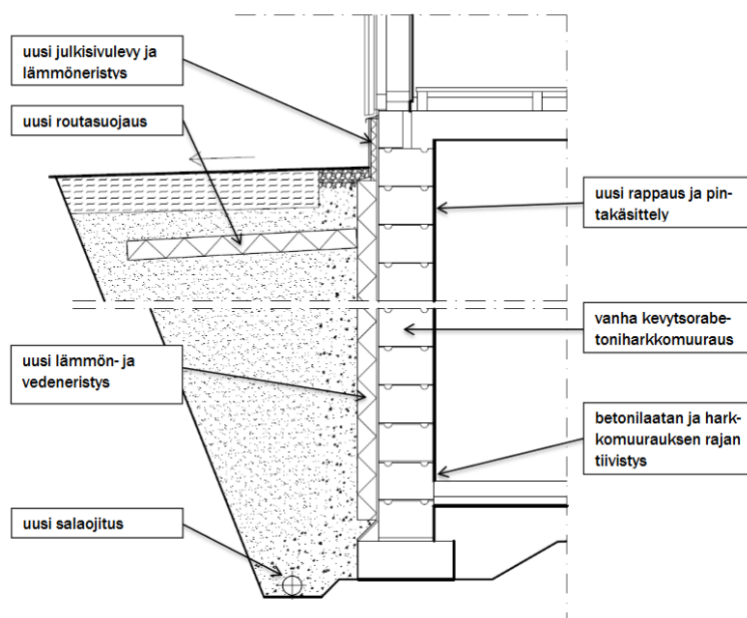 uusi julkisivulevy ja
lämmöneristys
uusi routasuojaus
uusi lämmön- ja
vedeneristys
uusi salaojitus
uusi rappaus ja pin-
takäsittely
vanha kevytsorabe-
toniharkkomuuraus
betonilaatan ja hark-
komuurauksen rajan
tiivistys